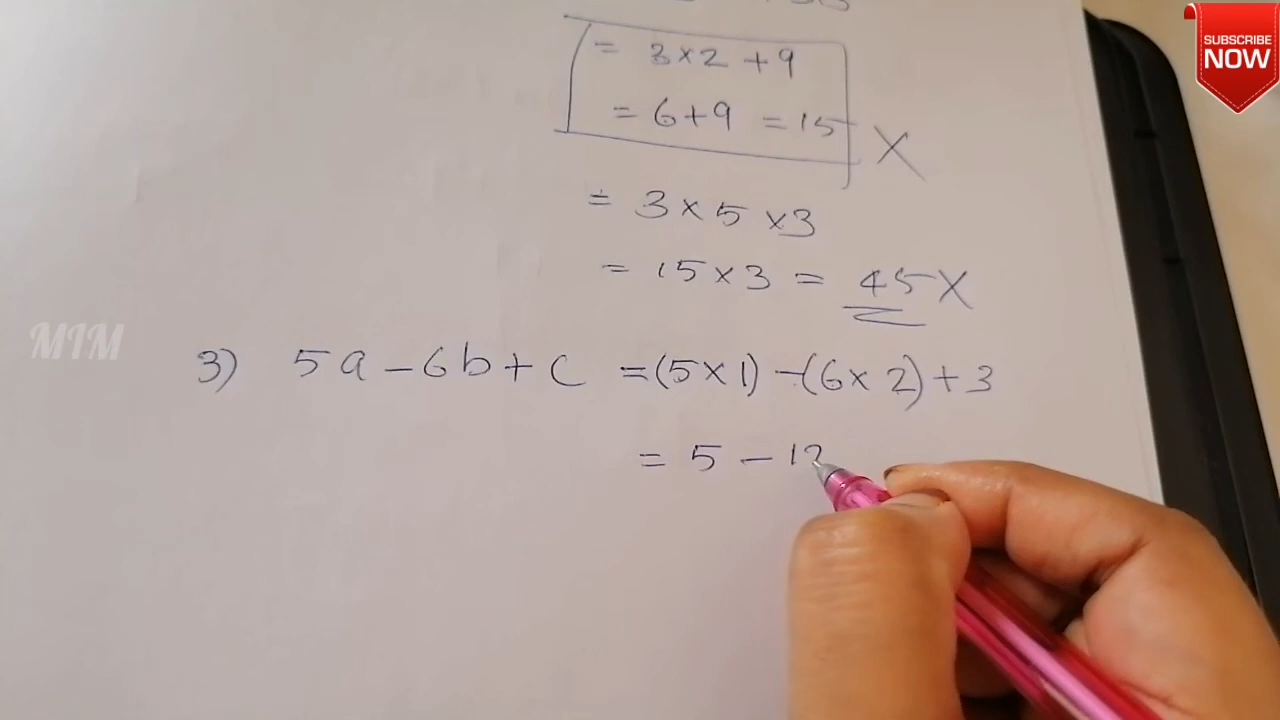 SUBSCRIBE
NOW
= 3×2 +9
= 6+9 = 15 X
= 3×5×3
= 15×3 = 45 X
MIM
3) 5a-6b+c =(5×1) -(6×2)+3
= 5 - 12